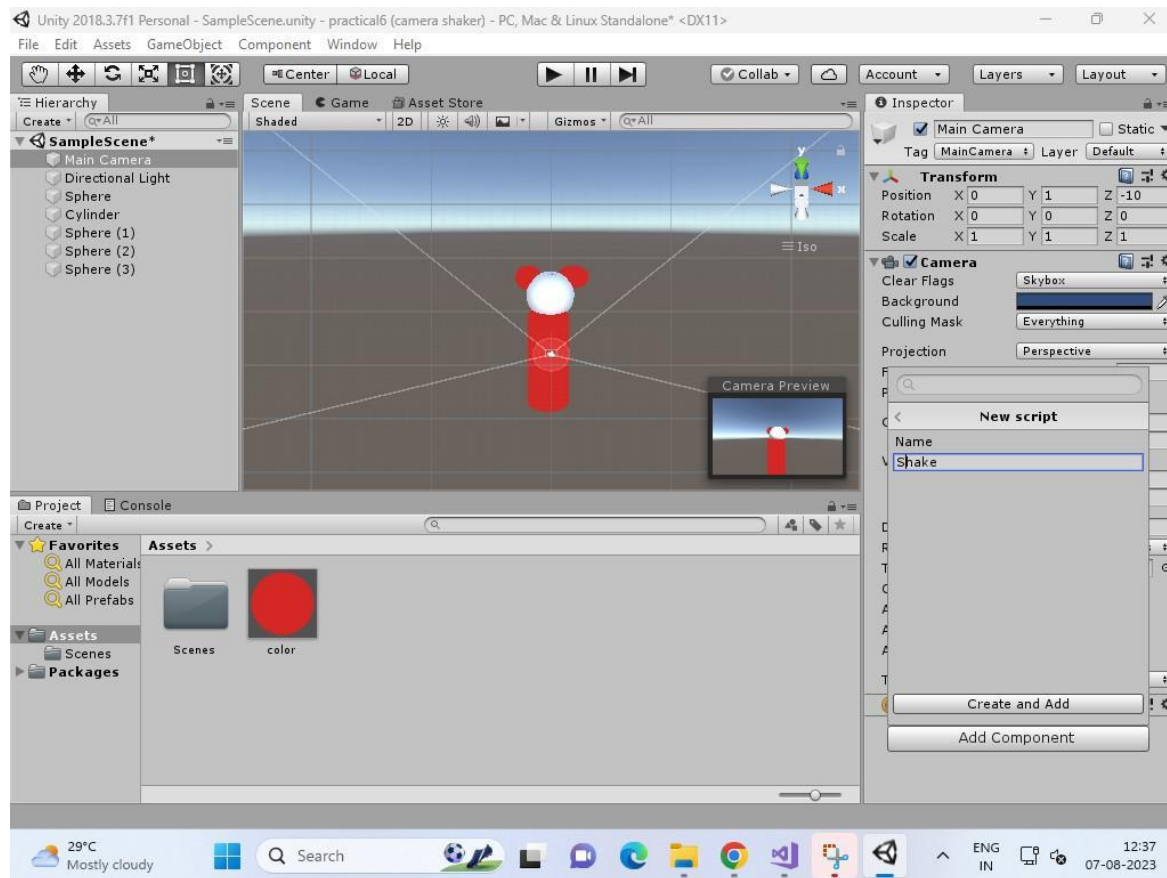 Unity 2018.3.7f1 Personal - SampleScene.unity - practical6 (camera shaker) - PC, Mac & Linux Standalone* <DX11>
File Edit Assets GameObject Component Window Help
Center Local Collab Account Layers Layout
Hierarchy
Create All
SampleScene*
Main Camera
Directional Light
Sphere
Cylinder
Sphere (1)
Sphere (2)
Sphere (3)
Scene Game Asset Store
Shaded 2D Gizmos All
y
x
Iso
Camera Preview
Inspector
Main Camera Static
Tag MainCamera Layer Default
Transform
Position X 0 Y 1 Z -10
Rotation X 0 Y 0 Z 0
Scale X 1 Y 1 Z 1
Camera
Clear Flags Skybox
Background
Culling Mask Everything
Projection Perspective
New script
Name
Shake
Create and Add
Add Component
Project Console
Create
Favorites
All Materials
All Models
All Prefabs
Assets
Scenes
Packages
Assets >
Scenes color
29°C
Mostly cloudy
Search
ENG
IN
12:37
07-08-2023